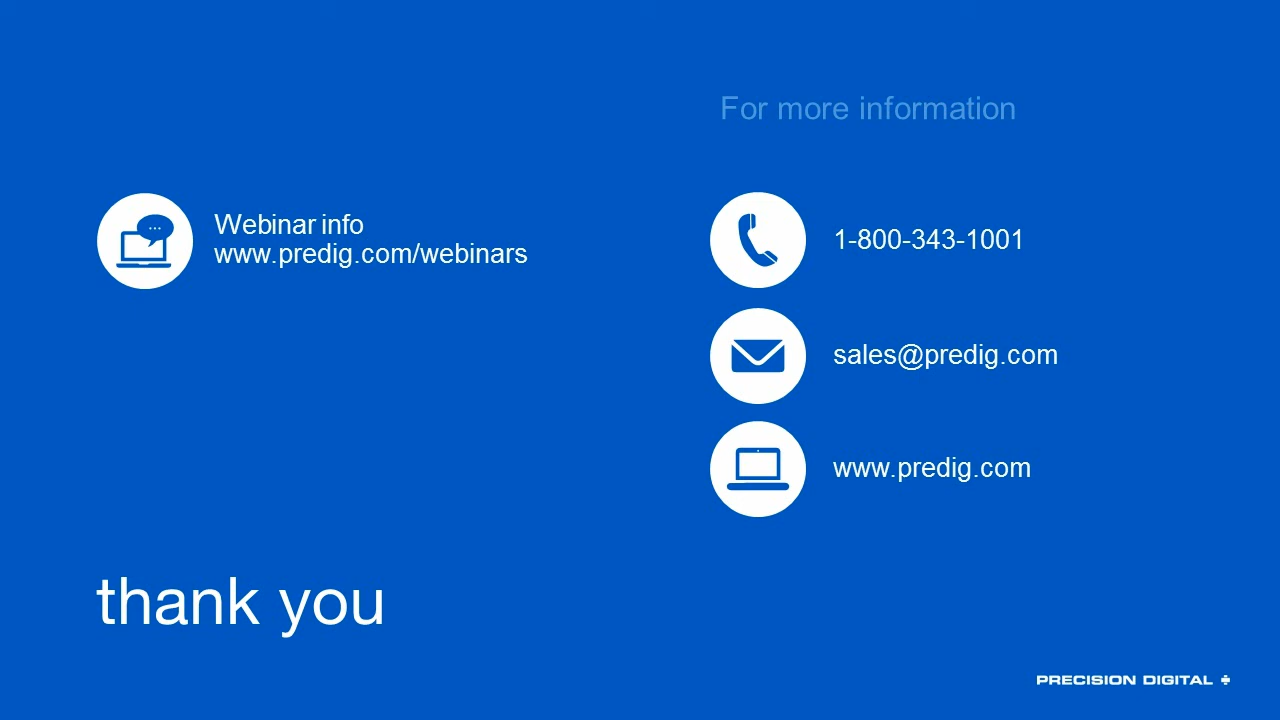 For more information
Webinar info
www.predig.com/webinars
1-800-343-1001
sales@predig.com
www.predig.com
thank you
PRECISION DIGITAL